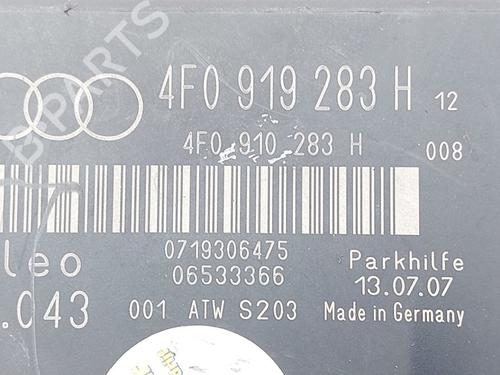 PARTS
4F0 919 283 H 12
4F0 910 283 H 008
0719306475
leo 06533366 Parkhilfe
.043 001 ATW S203 13.07.07
Made in Germany